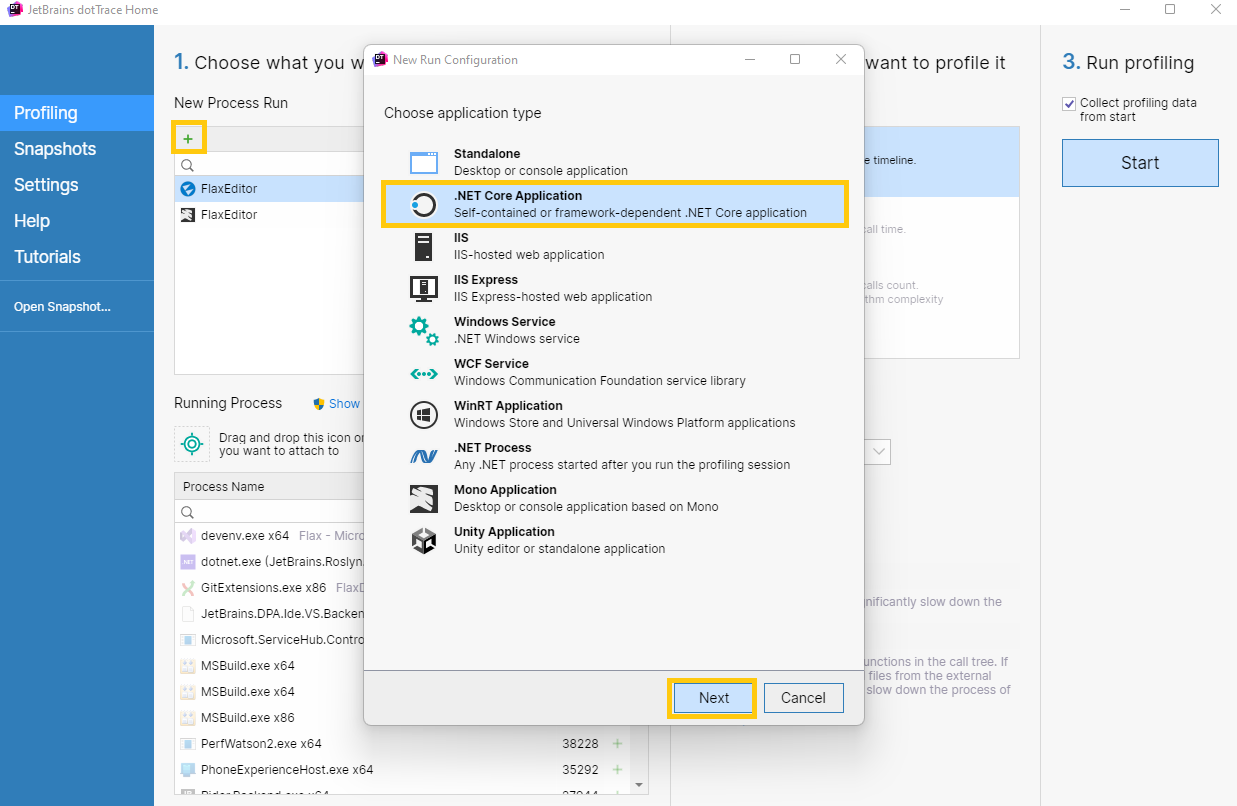 JetBrains dotTrace Home
Profiling
Snapshots
Settings
Help
Tutorials
Open Snapshot...
1. Choose what you w
New Process Run
+
FlaxEditor
FlaxEditor
Running Process
Show
Drag and drop this icon or
you want to attach to
Process Name
devenv.exe x64 Flax - Micro
dotnet.exe (JetBrains.Roslyn.
GitExtensions.exe x86 FlaxD
JetBrains.DPA.Ide.VS.Backen
Microsoft.ServiceHub.Contro
MSBuild.exe x64
MSBuild.exe x64
MSBuild.exe x86
PerfWatson2.exe x64 38228 +
PhoneExperienceHost.exe x64 35292 +
Rider.Backend.exe x64 37944
New Run Configuration
Choose application type
Standalone
Desktop or console application
.NET Core Application
Self-contained or framework-dependent .NET Core application
IIS
IIS-hosted web application
IIS Express
IIS Express-hosted web application
Windows Service
.NET Windows service
WCF Service
Windows Communication Foundation service library
WinRT Application
Windows Store and Universal Windows Platform applications
.NET Process
Any .NET process started after you run the profiling session
Mono Application
Desktop or console application based on Mono
Unity Application
Unity editor or standalone application
Next
Cancel
want to profile it
e timeline.
call time.
calls count.
thm complexity
nificantly slow down the
unctions in the call tree. If
files from the external
slow down the process of
3. Run profiling
Collect profiling data
from start
Start